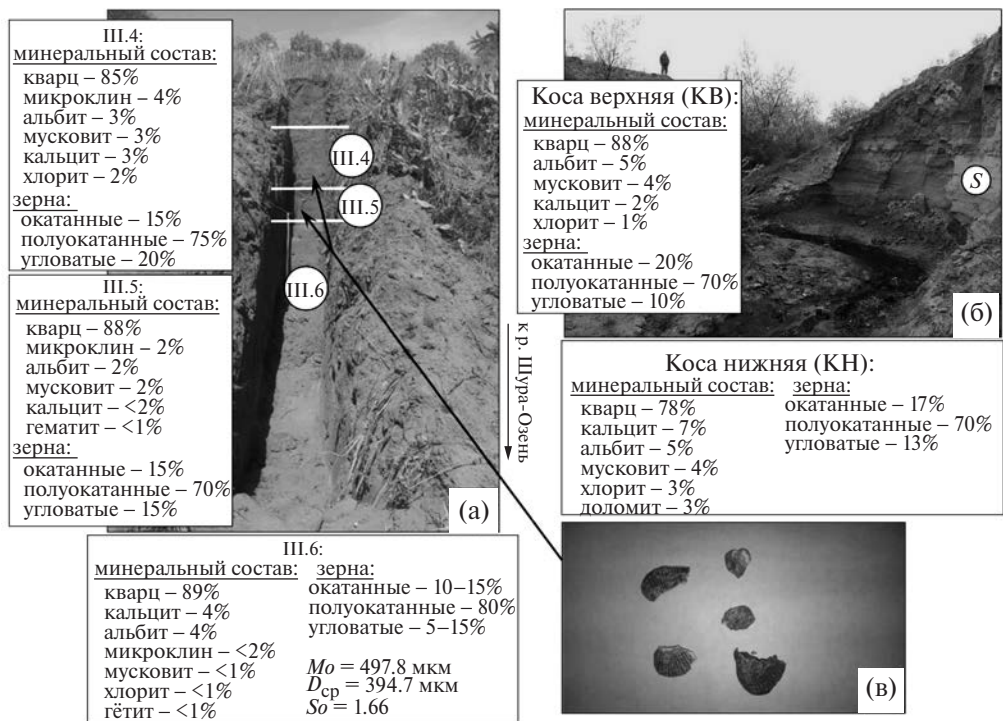 III.4:
минеральный состав:
кварц – 85%
микроклин – 4%
альбит – 3%
мусковит – 3%
кальцит – 3%
хлорит – 2%
зерна:
окатанные – 15%
полуокатанные – 75%
угловатые – 20%
III.5:
минеральный состав:
кварц – 88%
микроклин – 2%
альбит – 2%
мусковит – 2%
кальцит – <2%
гематит – <1%
зерна:
окатанные – 15%
полуокатанные – 70%
угловатые – 15%
III.4
III.5
III.6
к р. Шура-Озень
(а)
Коса верхняя (КВ):
минеральный состав:
кварц – 88%
альбит – 5%
мусковит – 4%
кальцит – 2%
хлорит – 1%
зерна:
окатанные – 20%
полуокатанные – 70%
угловатые – 10%
S
(б)
Коса нижняя (КН):
минеральный состав:
кварц – 78%
кальцит – 7%
альбит – 5%
мусковит – 4%
хлорит – 3%
доломит – 3%
зерна:
окатанные – 17%
полуокатанные – 70%
угловатые – 13%
III.6:
минеральный состав:
кварц – 89%
кальцит – 4%
альбит – 4%
микроклин – <2%
мусковит – <1%
хлорит – <1%
гётит – <1%
зерна:
окатанные – 10–15%
полуокатанные – 80%
угловатые – 5–15%
Mo = 497.8 мкм
Dср = 394.7 мкм
So = 1.66
(в)